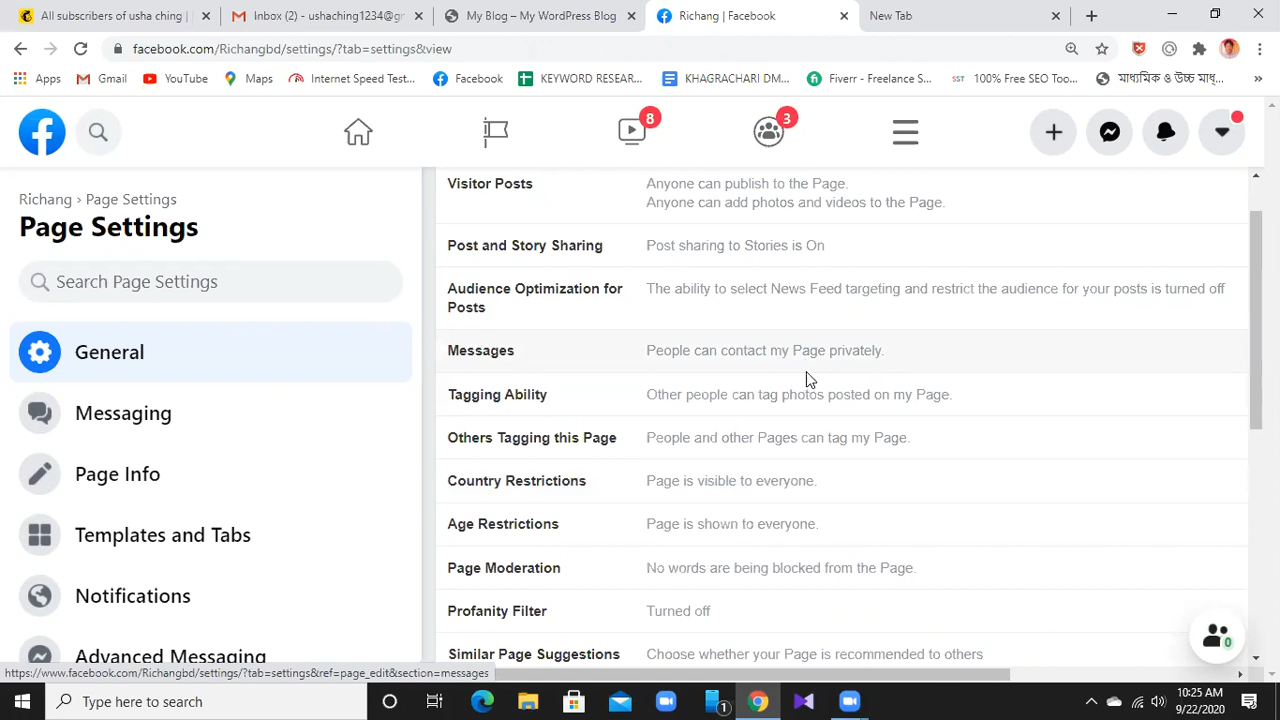 All subscribers of usha ching |
Inbox (2) - ushaching1234@g
My Blog – My WordPress Blog
Richang | Facebook
New Tab
facebook.com/Richangbd/settings/?tab=settings&view
Apps
Gmail
YouTube
Maps
Internet Speed Test...
Facebook
KEYWORD RESEAR...
KHAGRACHARI DM...
Fiverr - Freelance S...
SST
100% Free SEO Too...
মাধ্যমিক ও উচ্চ মাধ্...
8
3
Richang › Page Settings
Page Settings
Search Page Settings
General
Messaging
Page Info
Templates and Tabs
Notifications
Advanced Messaging
Visitor Posts
Anyone can publish to the Page.
Anyone can add photos and videos to the Page.
Post and Story Sharing
Post sharing to Stories is On
Audience Optimization for
Posts
The ability to select News Feed targeting and restrict the audience for your posts is turned off
Messages
People can contact my Page privately.
Tagging Ability
Other people can tag photos posted on my Page.
Others Tagging this Page
People and other Pages can tag my Page.
Country Restrictions
Page is visible to everyone.
Age Restrictions
Page is shown to everyone.
Page Moderation
No words are being blocked from the Page.
Profanity Filter
Turned off
Similar Page Suggestions
Choose whether your Page is recommended to others
0
https://www.facebook.com/Richangbd/settings/?tab=settings&ref=page_edit&section=messages
Type here to search
1
10:25 AM
9/22/2020